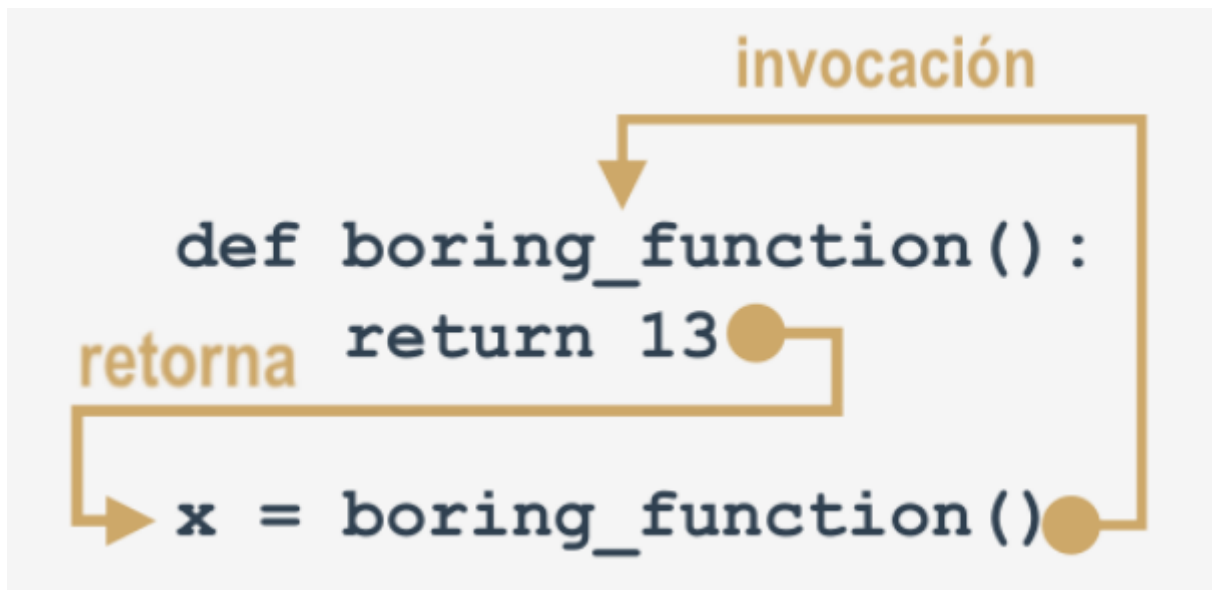 invocación
def boring_function():
return 13
retorna
x = boring_function()